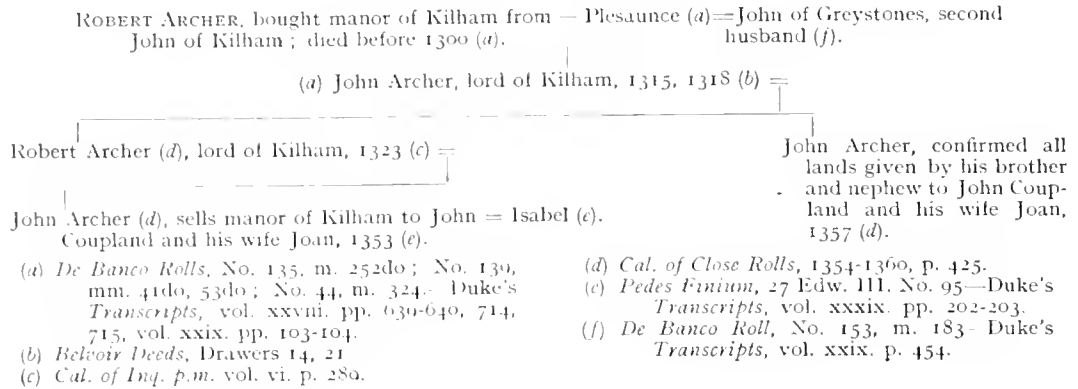 ROBERT ARCHER, bought manor of Kilham from — Plesaunce (a)=John of Greystones, second
John of Kilham ; died before 1300 (a). husband (f).
(a) John Archer, lord of Kilham, 1315, 1318 (b) =
Robert Archer (d), lord of Kilham, 1323 (c) =
John Archer, confirmed all
lands given by his brother
and nephew to John Coup-
land and his wife Joan,
1357 (d).
John Archer (d), sells manor of Kilham to John = Isabel (e).
Coupland and his wife Joan, 1353 (e).
(a) De Banco Rolls, No. 135, m. 252do ; No. 139,
mm. 41do, 53do ; No. 44, m. 324.- Duke's
Transcripts, vol. xxviii. pp. 639-640, 714,
715, vol. xxix. pp. 103-104.
(b) Belvoir Deeds, Drawers 14, 21
(c) Cal. of Inq. p.m. vol. vi. p. 289.
(d) Cal. of Close Rolls, 1354-1360, p. 425.
(e) Pedes Finium, 27 Edw. III. No. 95—Duke's
Transcripts, vol. xxxix. pp. 202-203.
(f) De Banco Roll, No. 153, m. 183- Duke's
Transcripts, vol. xxix. p. 454.